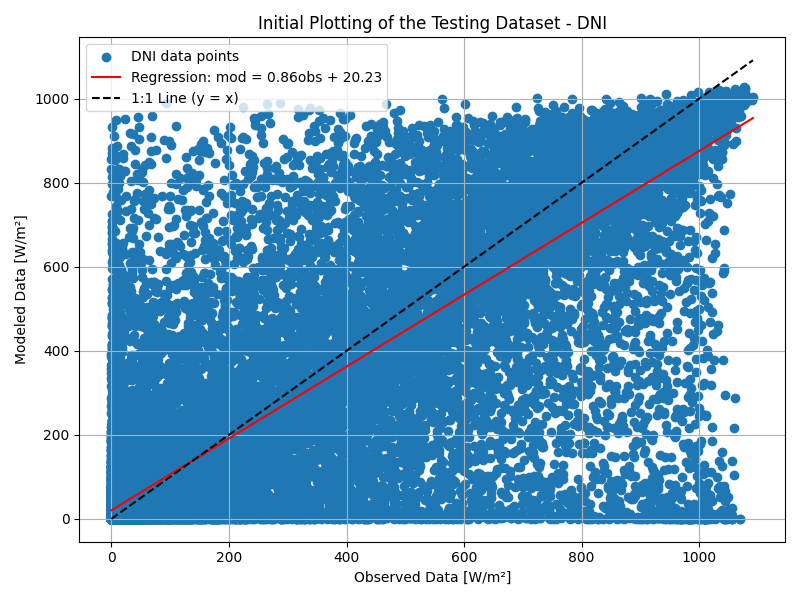 Initial Plotting of the Testing Dataset - DNI
DNI data points
Regression: mod = 0.86obs + 20.23
1:1 Line (y = x)
Modeled Data [W/m²]
1000
800
600
400
200
0
0 200 400 600 800 1000
Observed Data [W/m²]